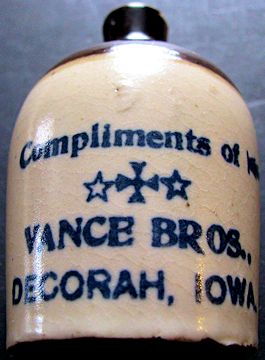 Compliments of
VANCE BROS.,
DECORAH, IOWA.